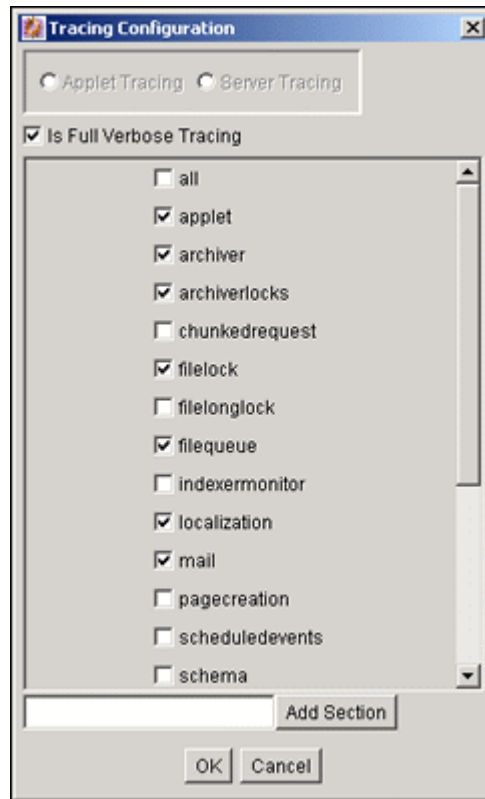 Tracing Configuration
Applet Tracing Server Tracing
Is Full Verbose Tracing
all
applet
archiver
archiverlocks
chunkedrequest
filelock
filelonglock
filequeue
indexermonitor
localization
mail
pagecreation
scheduledevents
schema
Add Section
OK Cancel